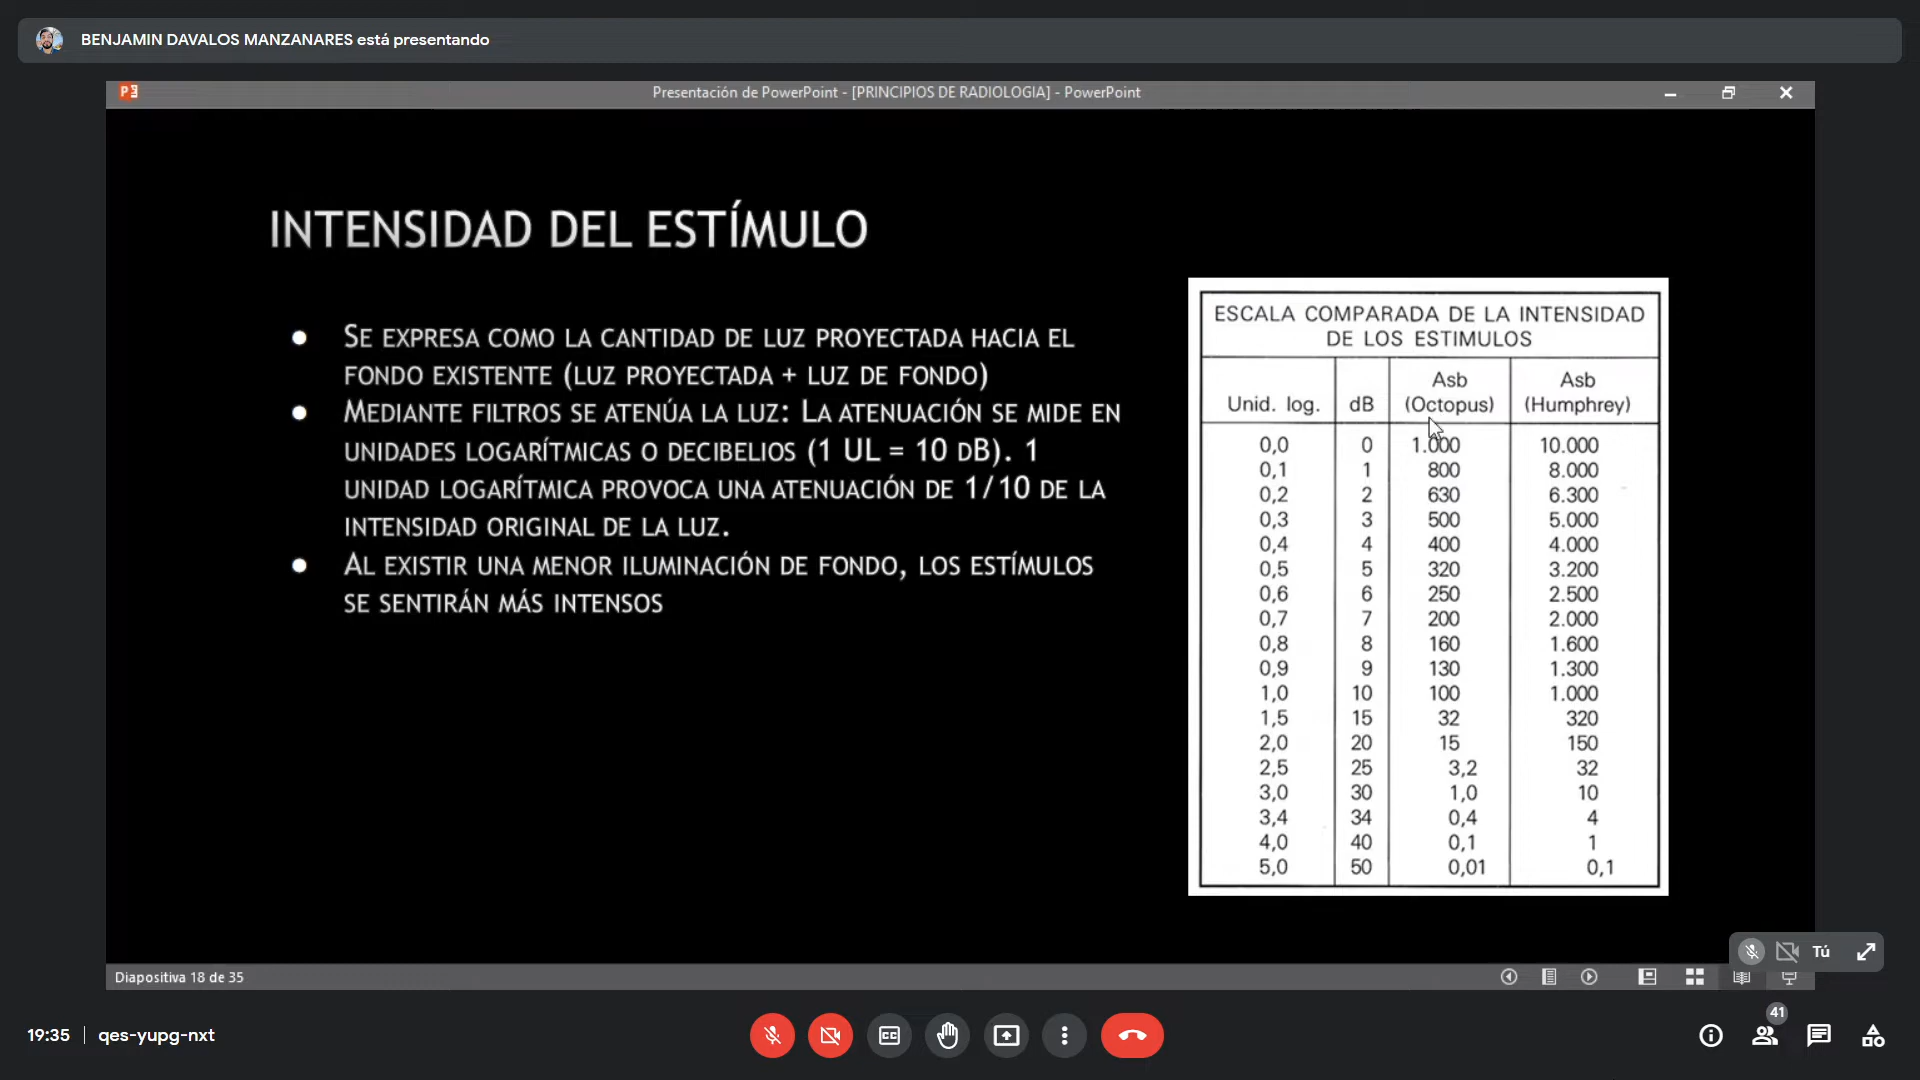 BENJAMIN DAVALOS MANZANARES está presentando
Presentación de PowerPoint - [PRINCIPIOS DE RADIOLOGIA] - PowerPoint
INTENSIDAD DEL ESTÍMULO
● SE EXPRESA COMO LA CANTIDAD DE LUZ PROYECTADA HACIA EL
FONDO EXISTENTE (LUZ PROYECTADA + LUZ DE FONDO)
● MEDIANTE FILTROS SE ATENÚA LA LUZ: LA ATENUACIÓN SE MIDE EN
UNIDADES LOGARÍTMICAS O DECIBELIOS (1 UL = 10 DB). 1
UNIDAD LOGARÍTMICA PROVOCA UNA ATENUACIÓN DE 1/10 DE LA
INTENSIDAD ORIGINAL DE LA LUZ.
● AL EXISTIR UNA MENOR ILUMINACIÓN DE FONDO, LOS ESTÍMULOS
SE SENTIRÁN MÁS INTENSOS
ESCALA COMPARADA DE LA INTENSIDAD
DE LOS ESTIMULOS
Asb Asb
Unid. log. dB (Octopus) (Humphrey)
0,0 0 1.000 10.000
0,1 1 800 8.000
0,2 2 630 6.300
0,3 3 500 5.000
0,4 4 400 4.000
0,5 5 320 3.200
0,6 6 250 2.500
0,7 7 200 2.000
0,8 8 160 1.600
0,9 9 130 1.300
1,0 10 100 1.000
1,5 15 32 320
2,0 20 15 150
2,5 25 3,2 32
3,0 30 1,0 10
3,4 34 0,4 4
4,0 40 0,1 1
5,0 50 0,01 0,1
Tú
Diapositiva 18 de 35
19:35 | qes-yupg-nxt
41